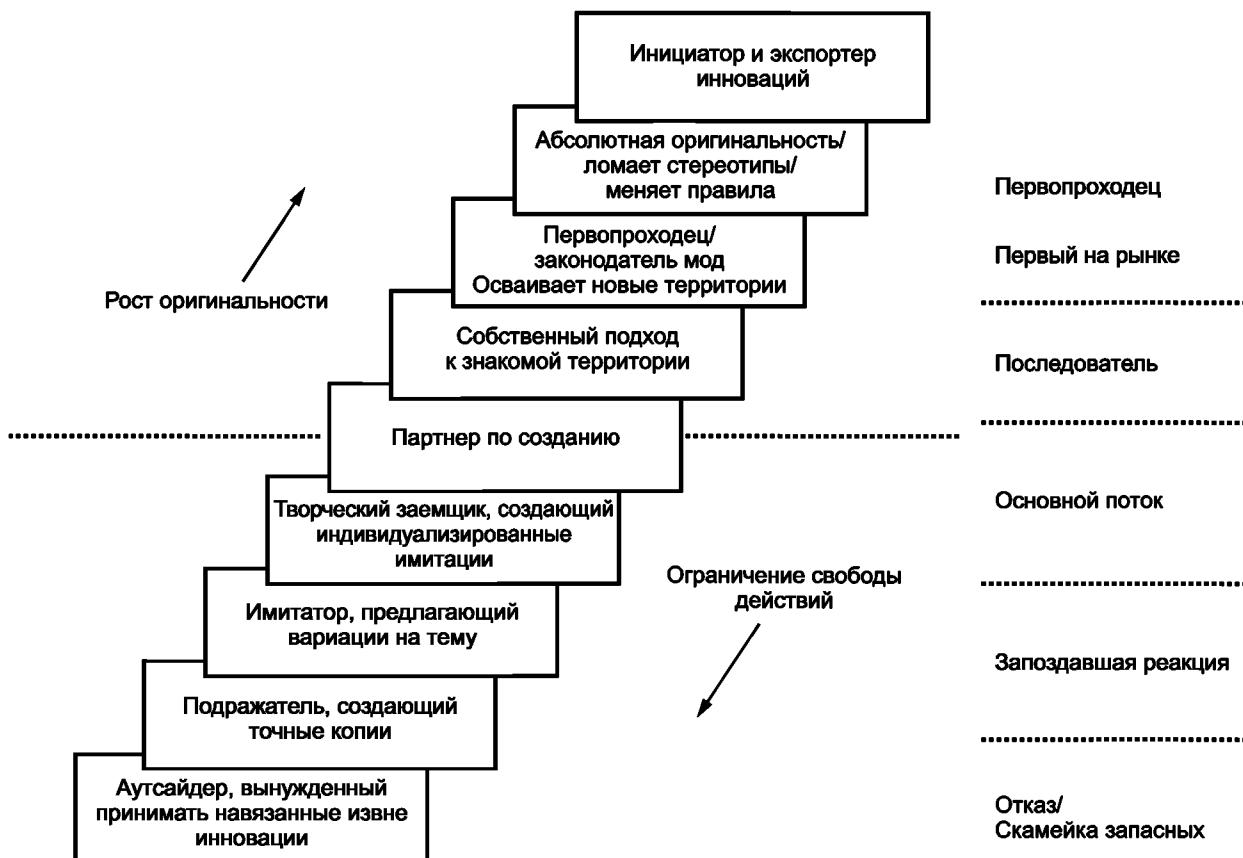 Инициатор и экспортер
инноваций
Абсолютная оригинальность/
ломает стереотипы/
меняет правила
Первопроходец/
законодатель мод
Осваивает новые территории
Собственный подход
к знакомой территории
Партнер по созданию
Творческий заемщик, создающий
индивидуализированные
имитации
Имитатор, предлагающий
вариации на тему
Подражатель, создающий
точные копии
Аутсайдер, вынужденный
принимать навязанные извне
инновации
Рост оригинальности
Ограничение свободы
действий
Первопроходец
Первый на рынке
Последователь
Основной поток
Запоздавшая реакция
Отказ/
Скамейка запасных